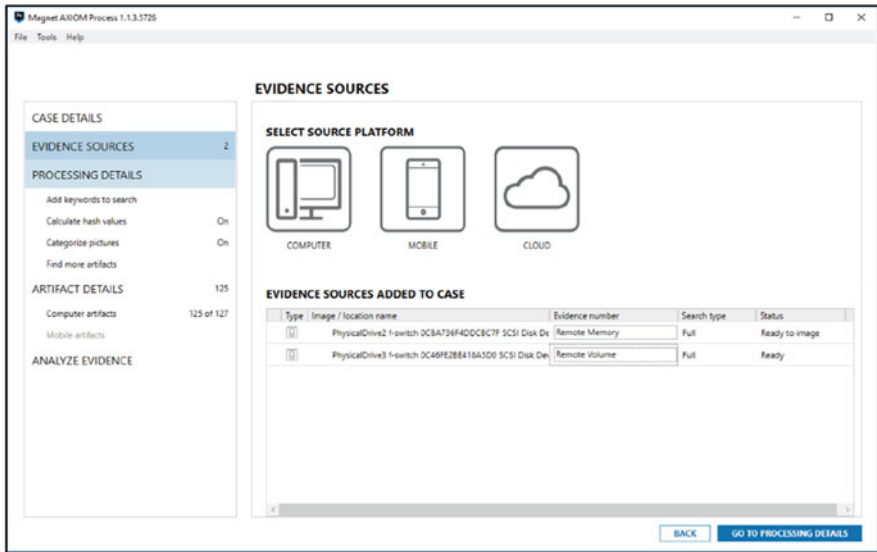 Magnet AXIOM Process 1.1.3.5726
File Tools Help
EVIDENCE SOURCES
CASE DETAILS
EVIDENCE SOURCES 2
PROCESSING DETAILS
Add keywords to search
Calculate hash values On
Categorize pictures On
Find more artifacts
ARTIFACT DETAILS 125
Computer artifacts 125 of 127
Mobile artifacts
ANALYZE EVIDENCE
SELECT SOURCE PLATFORM
COMPUTER MOBILE CLOUD
EVIDENCE SOURCES ADDED TO CASE
Type Image / location name Evidence number Search type Status
PhysicalDrive2 f-switch 0CBA736F4DDCBC7F SCSI Disk De Remote Memory Full Ready to image
PhysicalDrive3 f-switch 0C46FE2BE418A5D0 SCSI Disk Dev Remote Volume Full Ready
BACK GO TO PROCESSING DETAILS